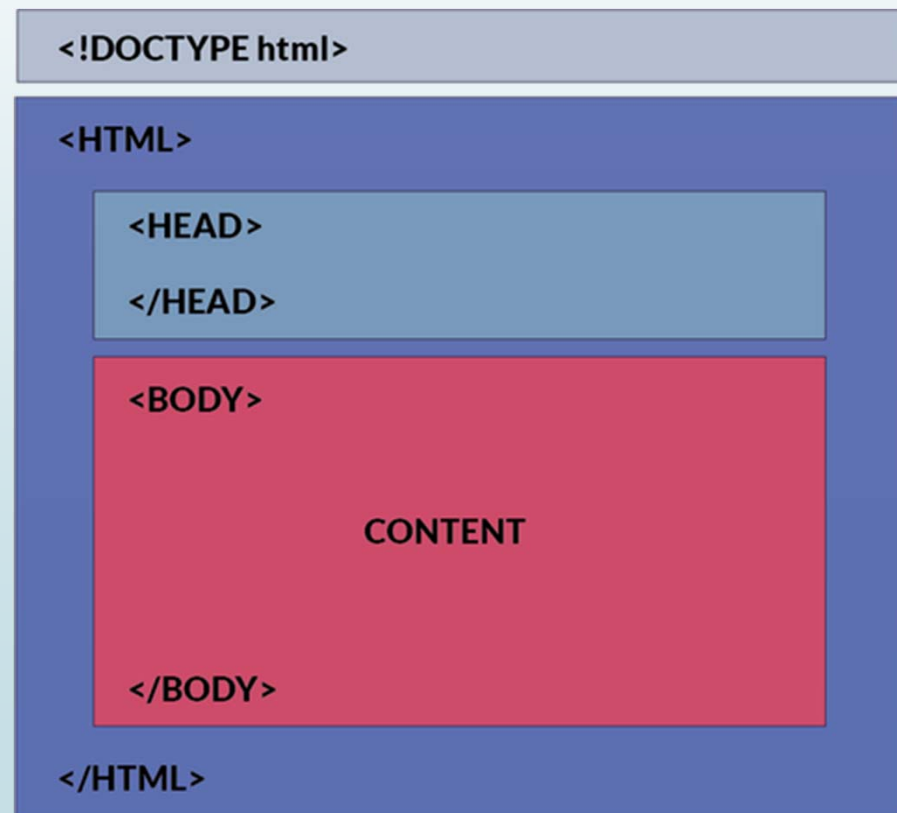 <!DOCTYPE html>
<HTML>
<HEAD>
</HEAD>
<BODY>
CONTENT
</BODY>
</HTML>